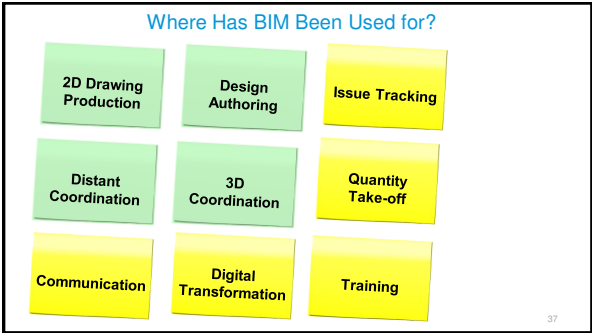 Where Has BIM Been Used for?
2D Drawing
Production
Design
Authoring
Issue Tracking
Distant
Coordination
3D
Coordination
Quantity
Take-off
Communication
Digital
Transformation
Training
37